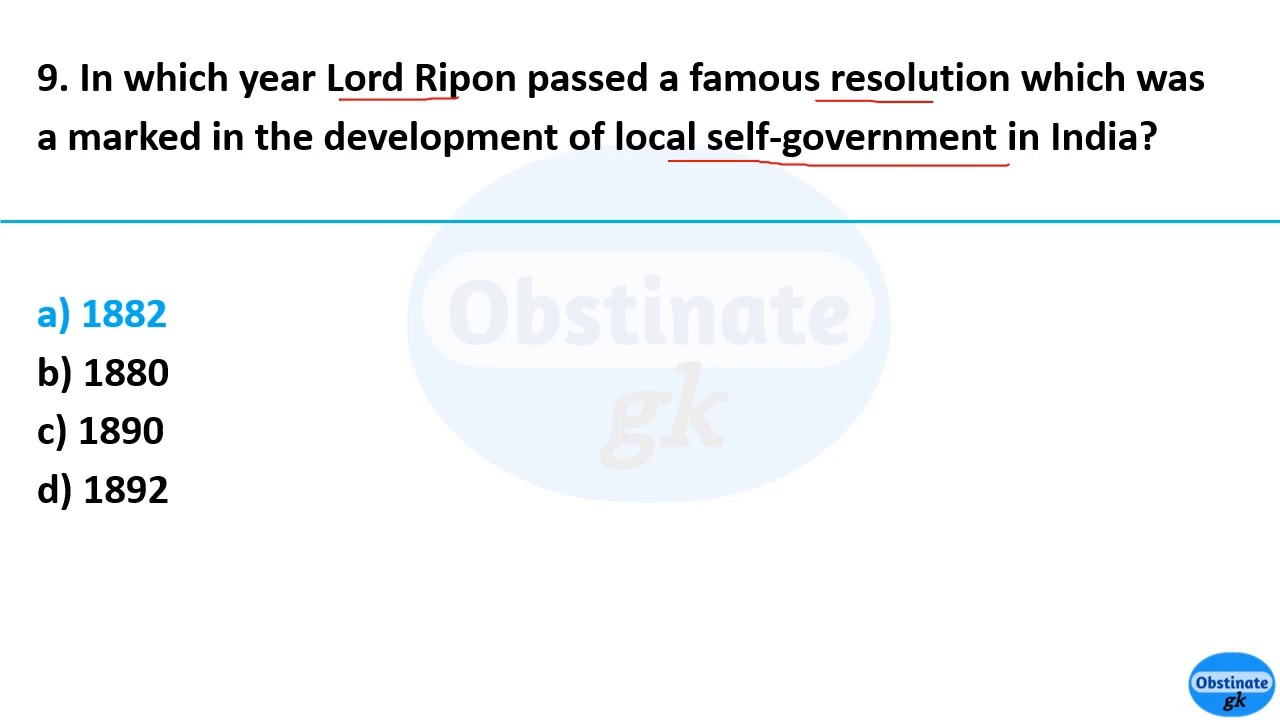 9. In which year Lord Ripon passed a famous resolution which was
a marked in the development of local self-government in India?
a) 1882
b) 1880
c) 1890
d) 1892
Obstinate
gk
Obstinate
gk